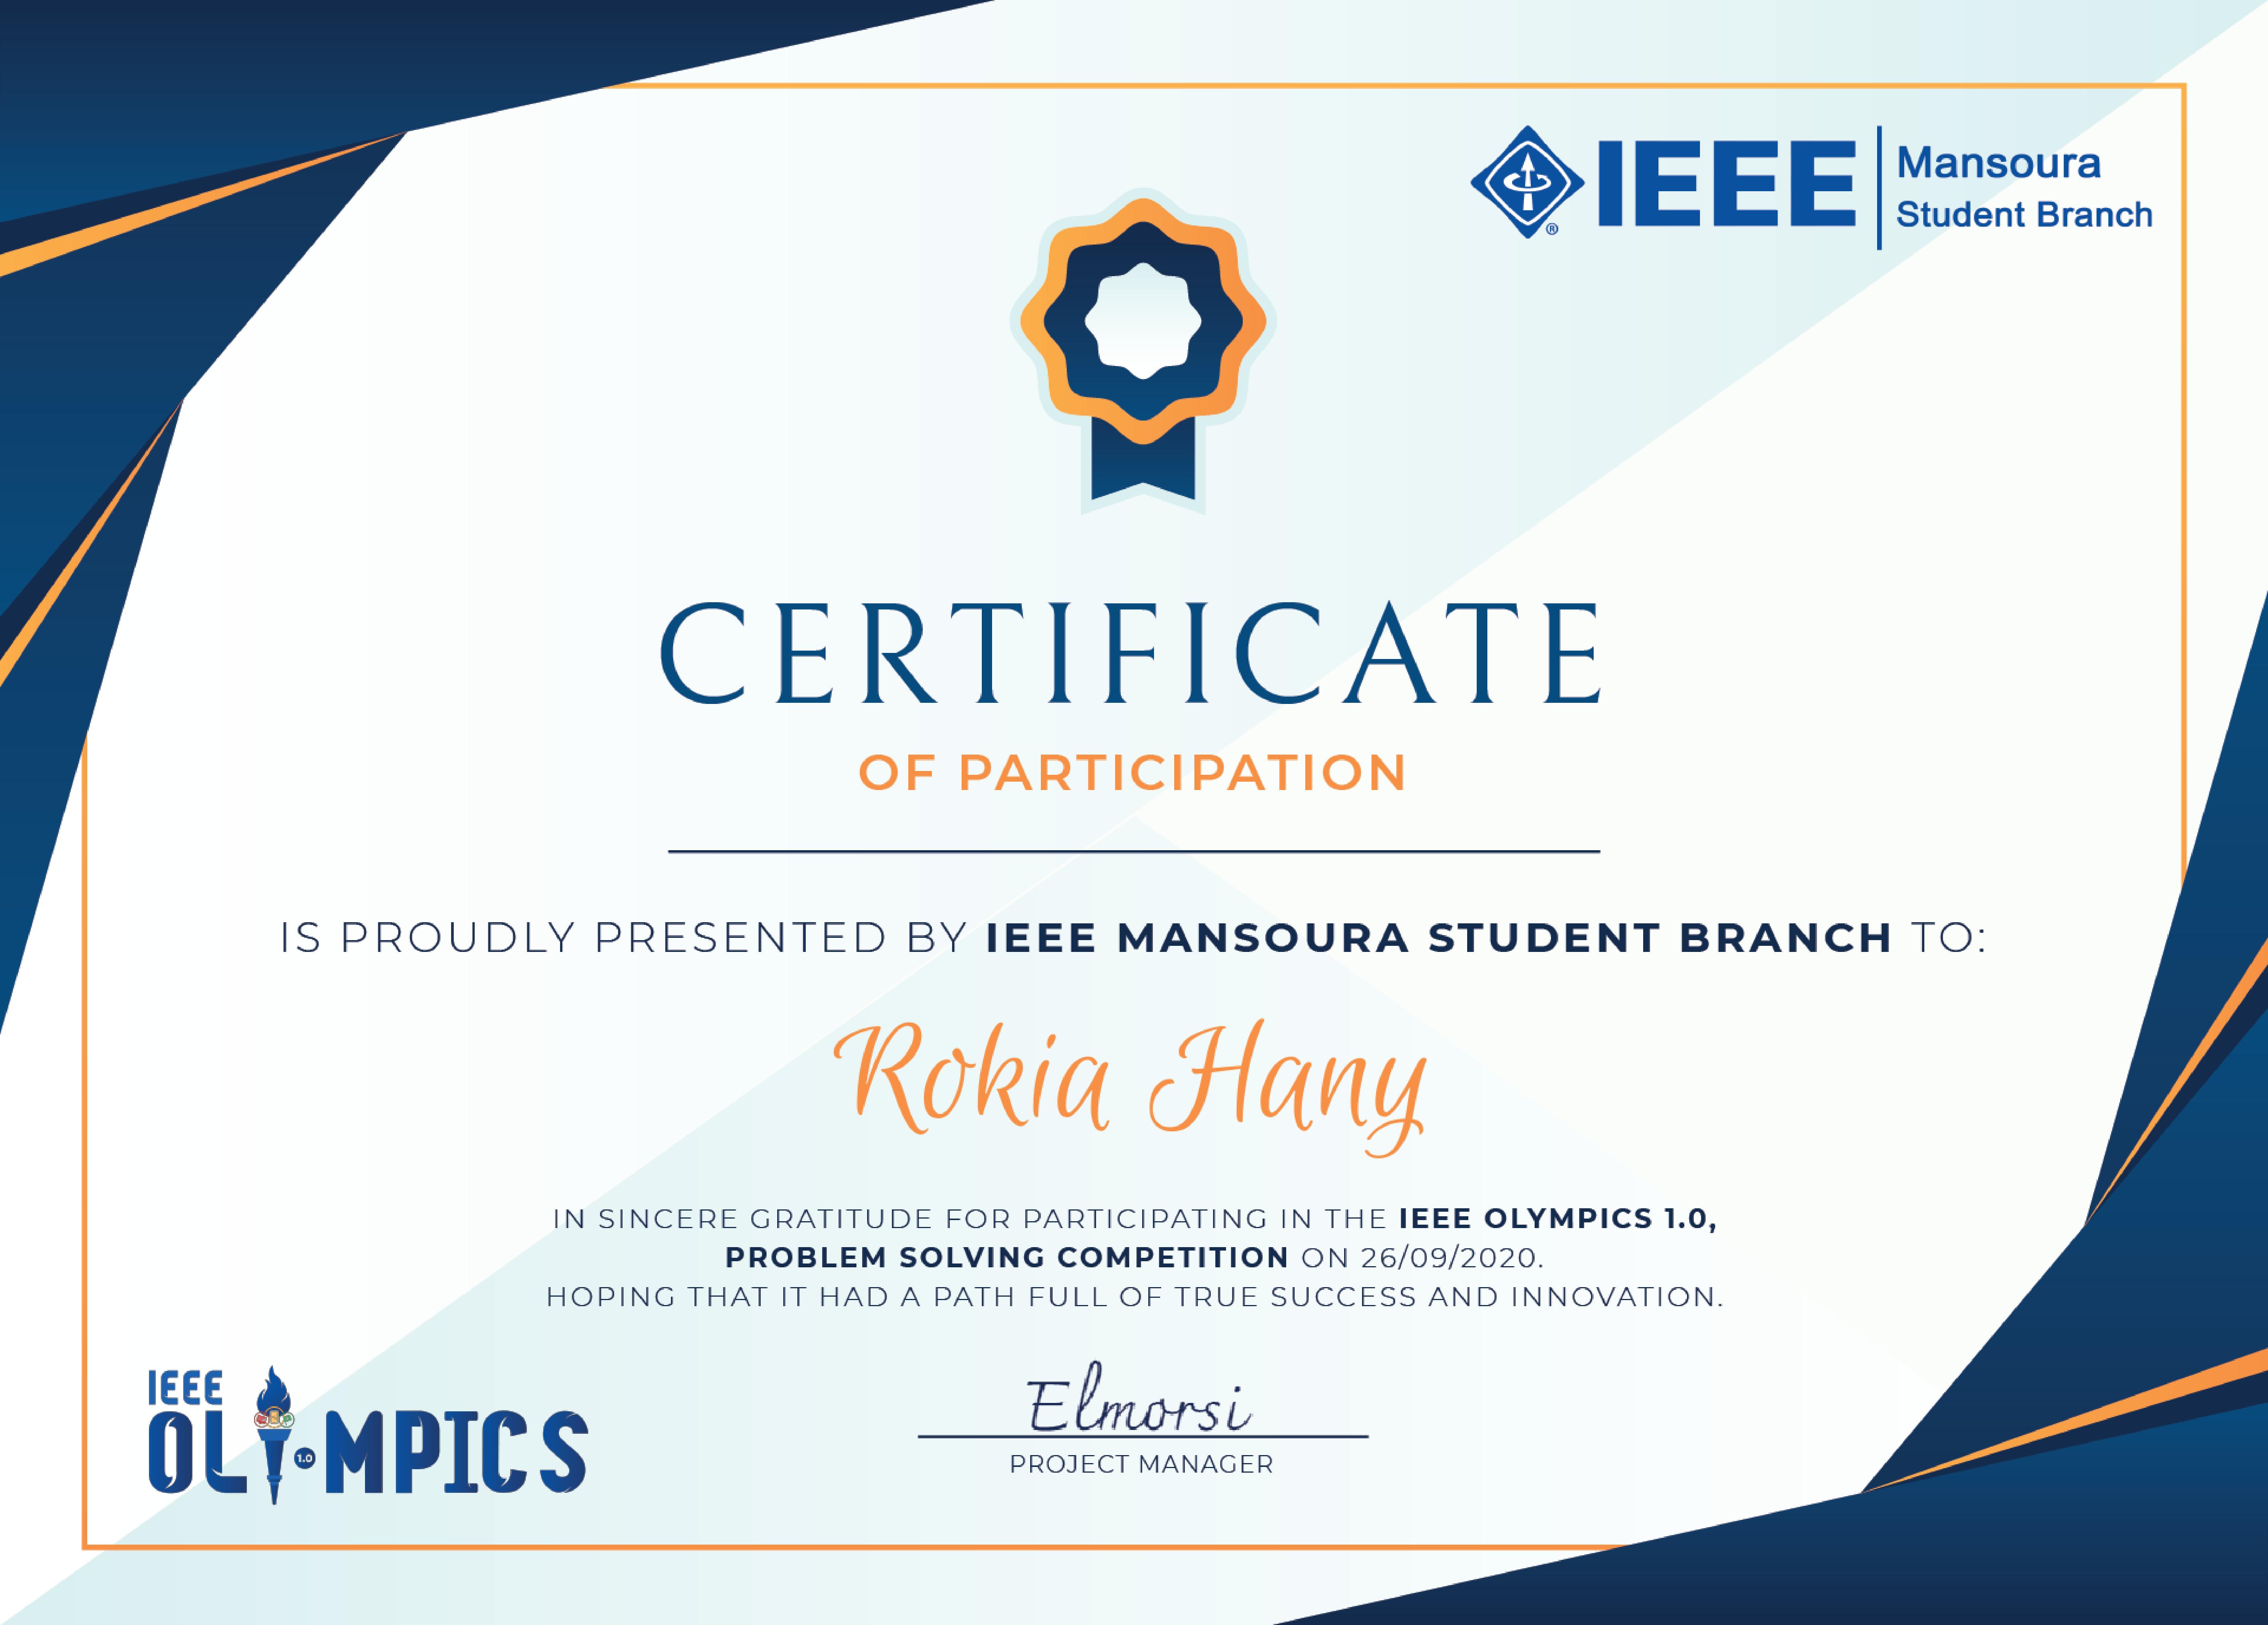 IEEE Mansoura
Student Branch
CERTIFICATE
OF PARTICIPATION
IS PROUDLY PRESENTED BY IEEE MANSOURA STUDENT BRANCH TO:
Rokia Hany
IN SINCERE GRATITUDE FOR PARTICIPATING IN THE IEEE OLYMPICS 1.0,
PROBLEM SOLVING COMPETITION ON 26/09/2020.
HOPING THAT IT HAD A PATH FULL OF TRUE SUCCESS AND INNOVATION.
IEEE
OLYMPICS
1.0
Elmorsi
PROJECT MANAGER